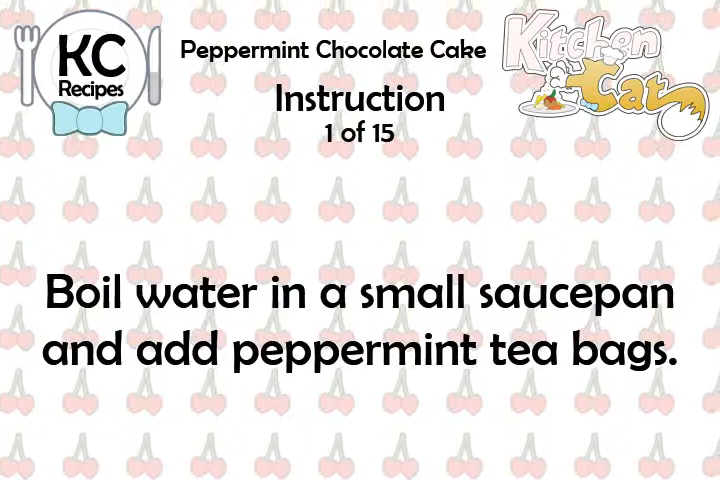 KC
Recipes
Peppermint Chocolate Cake
Kitchen
Cat
Instruction
1 of 15
Boil water in a small saucepan
and add peppermint tea bags.